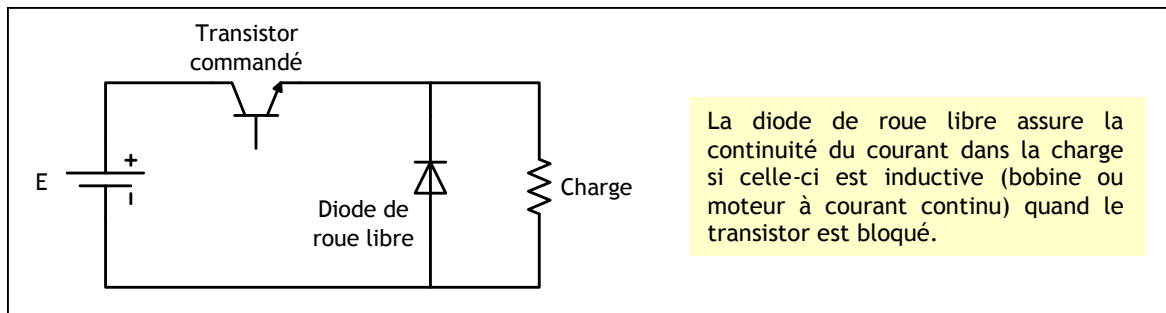 Transistor
commandé
E
+
Diode de
roue libre
Charge
La diode de roue libre assure la
continuité du courant dans la charge
si celle-ci est inductive (bobine ou
moteur à courant continu) quand le
transistor est bloqué.